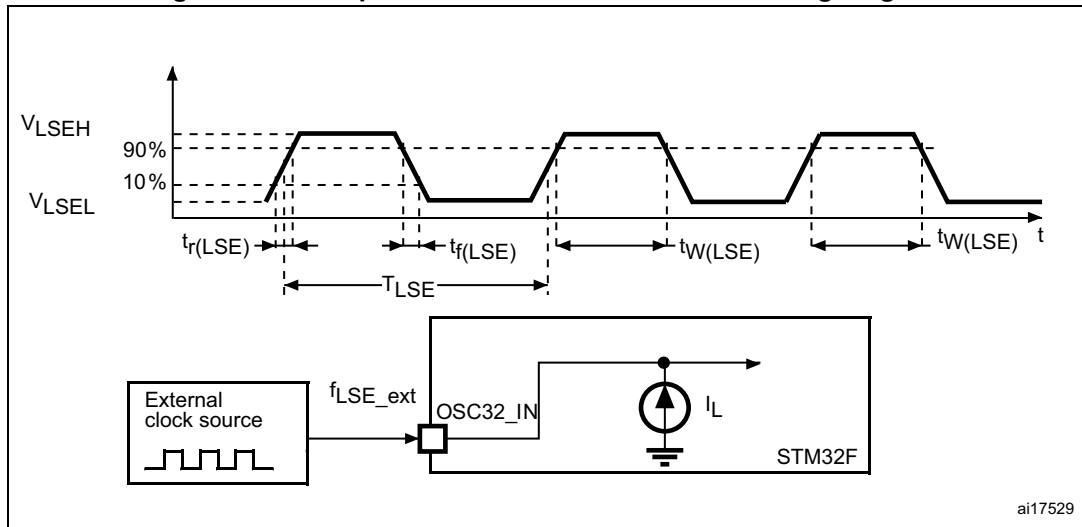 VLSEH
90%
10%
VLSEL
tr(LSE)
tf(LSE)
tW(LSE)
tW(LSE)
t
TLSE
External
clock source
fLSE_ext
OSC32_IN
IL
STM32F
ai17529